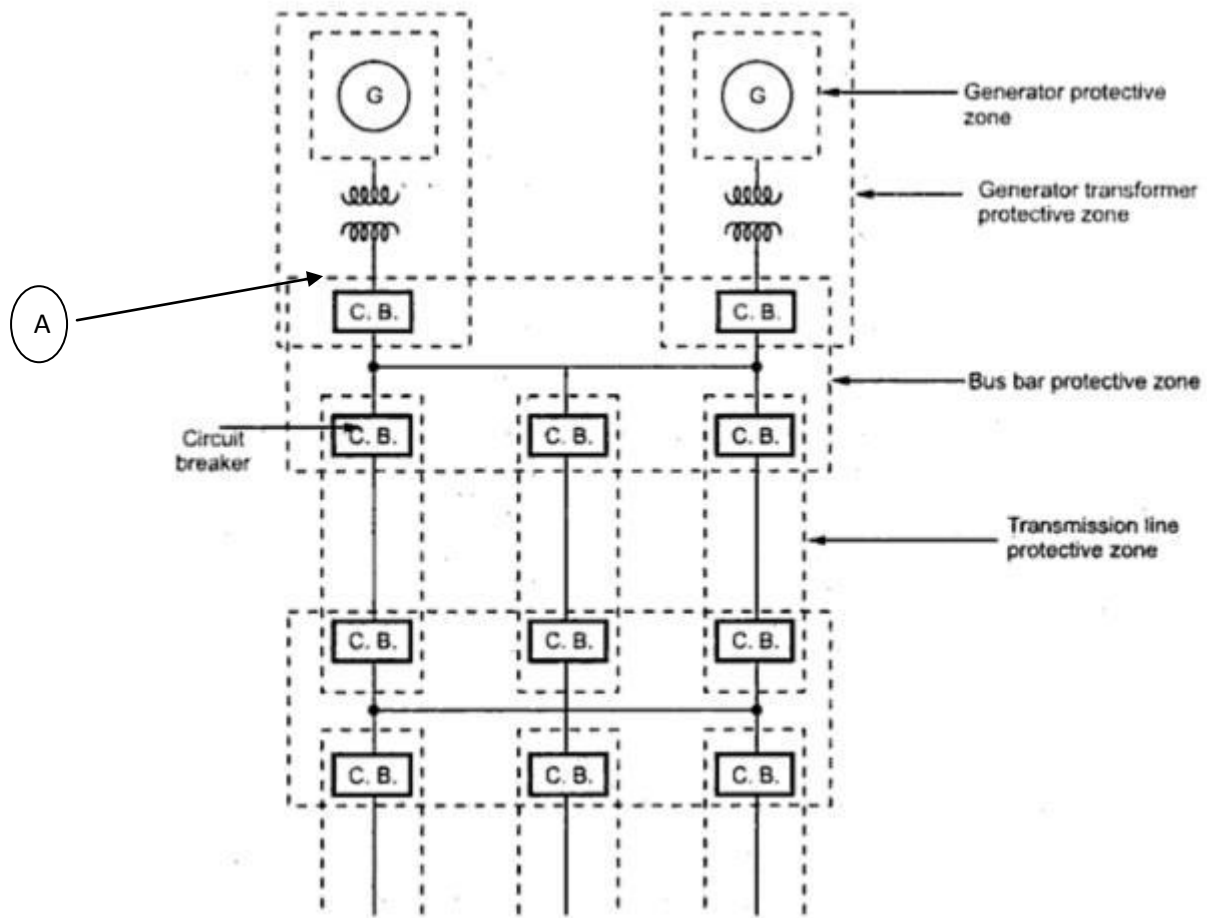 G
G
Generator protective
zone
Generator transformer
protective zone
A
C. B.
C. B.
Bus bar protective zone
Circuit
breaker
C. B.
C. B.
C. B.
Transmission line
protective zone
C. B.
C. B.
C. B.
C. B.
C. B.
C. B.